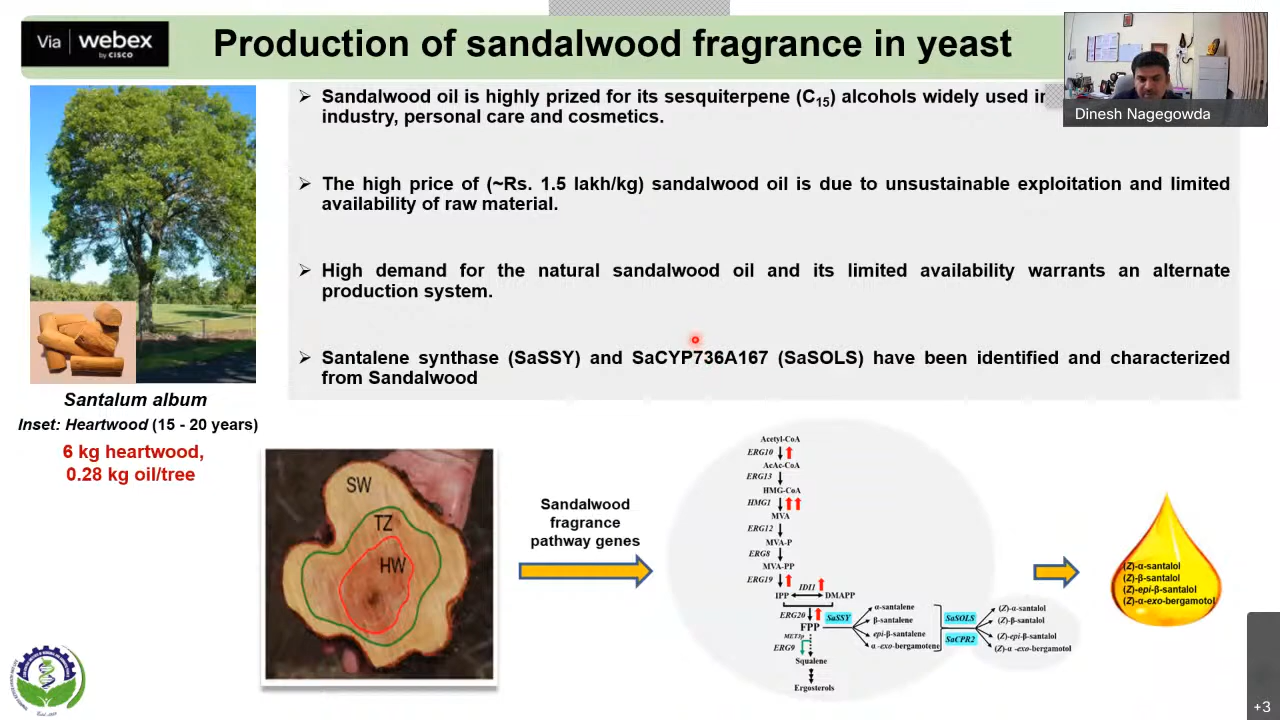 Via webex
by CISCO
Production of sandalwood fragrance in yeast
Dinesh Nagegowda
➢ Sandalwood oil is highly prized for its sesquiterpene (C15) alcohols widely used in
industry, personal care and cosmetics.
➢ The high price of (~Rs. 1.5 lakh/kg) sandalwood oil is due to unsustainable exploitation and limited
availability of raw material.
➢ High demand for the natural sandalwood oil and its limited availability warrants an alternate
production system.
➢ Santalene synthase (SaSSY) and SaCYP736A167 (SaSOLS) have been identified and characterized
from Sandalwood
Santalum album
Inset: Heartwood (15 - 20 years)
6 kg heartwood,
0.28 kg oil/tree
SW
TZ
HW
Sandalwood
fragrance
pathway genes
Acetyl-CoA
ERG10
AcAc-CoA
ERG13
HMG-CoA
HMG1
MVA
ERG12
MVA-P
ERG8
MVA-PP
ERG19
IDI1
IPP DMAPP
ERG20
FPP
SaSSY
MET3p
ERG9
Squalene
Ergosterols
α-santalene
β-santalene
epi-β-santalene
α-exo-bergamotene
SaSOLS
SaCPR2
(Z)-α-santalol
(Z)-β-santalol
(Z)-epi-β-santalol
(Z)-α -exo-bergamotol
(Z)-α-santalol
(Z)-β-santalol
(Z)-epi-β-santalol
(Z)-α-exo-bergamotol
+3